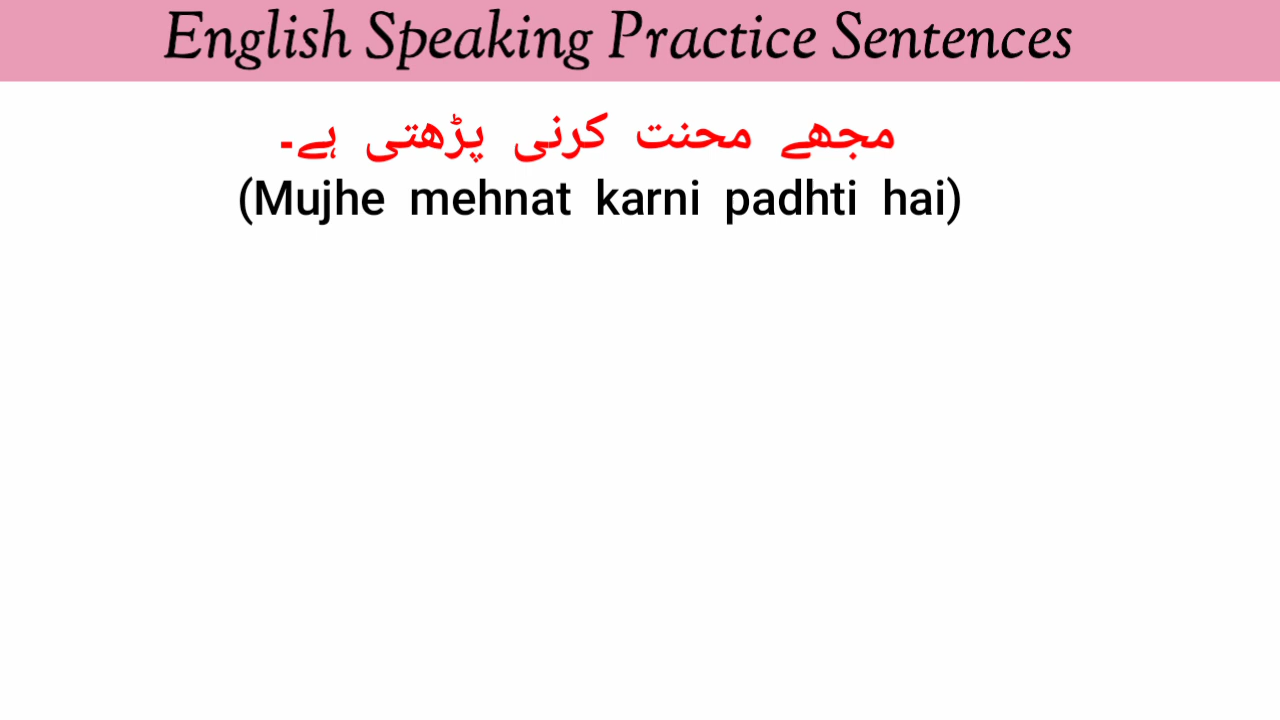 English Speaking Practice Sentences
مجھے محنت کرنی پڑھتی ہے۔
(Mujhe mehnat karni padhti hai)